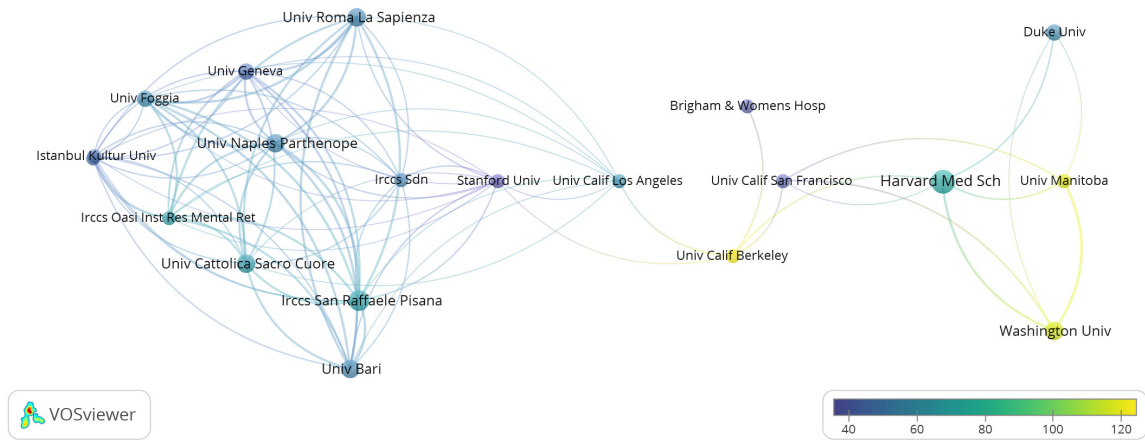 Univ Roma La Sapienza
Duke Univ
Univ Geneva
Univ Foggia
Brigham & Womens Hosp
Univ Naples Parthenope
Istanbul Kultur Univ
Irccs Sdn
Stanford Univ
Univ Calif Los Angeles
Univ Calif San Francisco
Harvard Med Sch
Univ Manitoba
Irccs Oasi Inst Res Mental Ret
Univ Calif Berkeley
Univ Cattolica Sacro Cuore
Irccs San Raffaele Pisana
Washington Univ
Univ Bari
VOSviewer
40 60 80 100 120